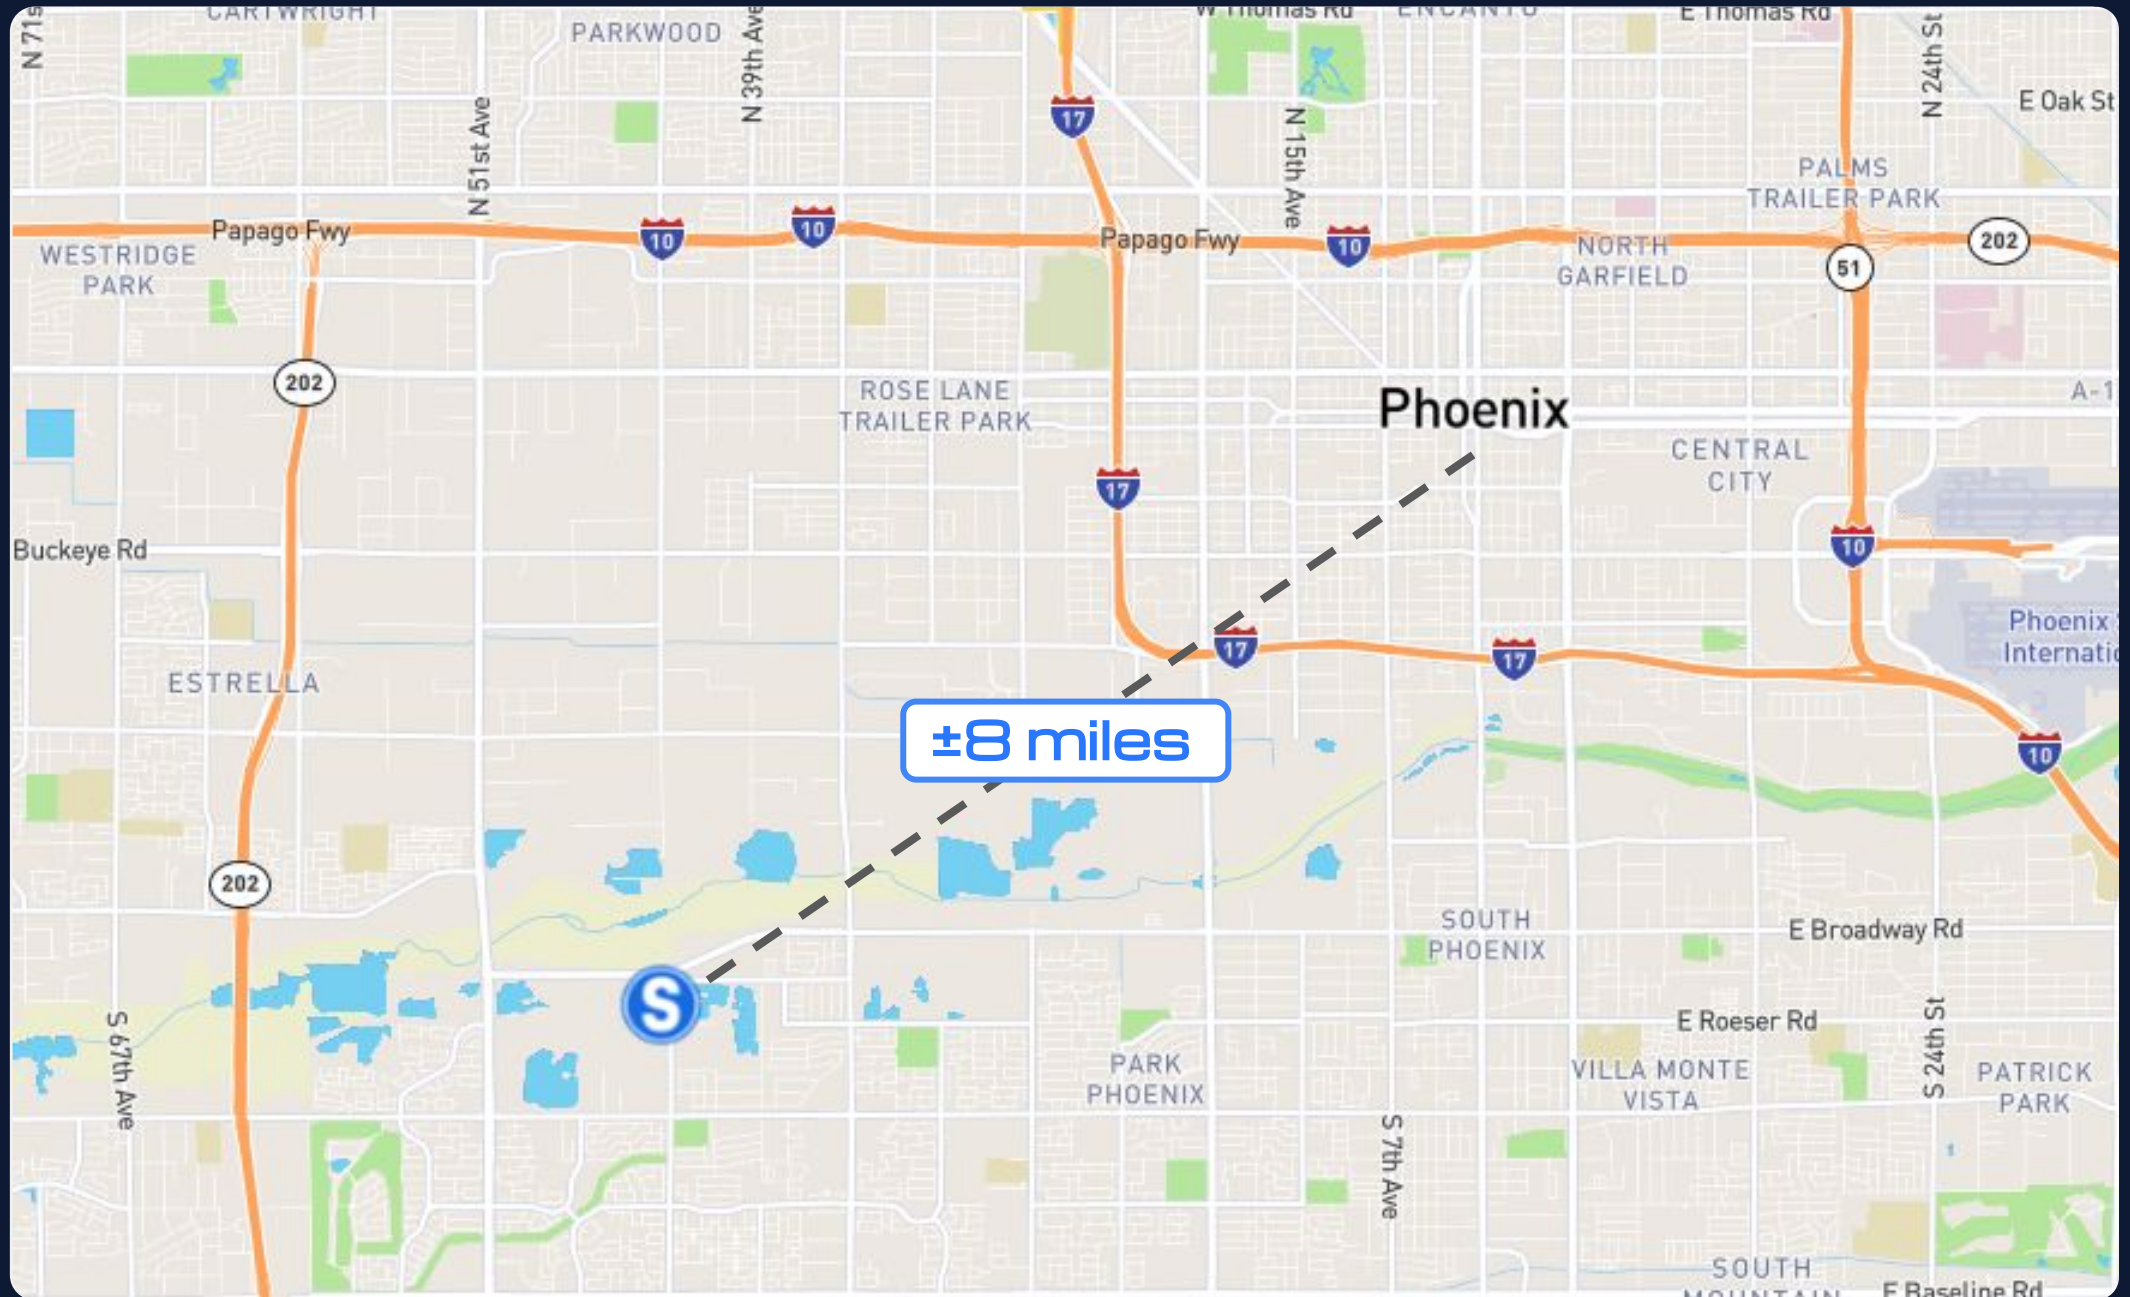 CARTWRIGHT
PARKWOOD
N 39th Ave
W Thomas Rd
ENCANTO
E Thomas Rd
N 24th St
E Oak St
N 51st Ave
17
N 15th Ave
PALMS
TRAILER PARK
Papago Fwy
10
10
Papago Fwy
10
NORTH
GARFIELD
202
51
WESTRIDGE
PARK
202
ROSE LANE
TRAILER PARK
Phoenix
A-1
CENTRAL
CITY
17
Buckeye Rd
10
Phoenix
17
17
ESTRELLA
±8 miles
10
202
SOUTH
PHOENIX
E Broadway Rd
S
S 67th Ave
E Roeser Rd
S 24th St
PARK
PHOENIX
VILLA MONTE
VISTA
PATRICK
PARK
S 7th Ave
SOUTH
MOUNTAIN
E Baseline Rd